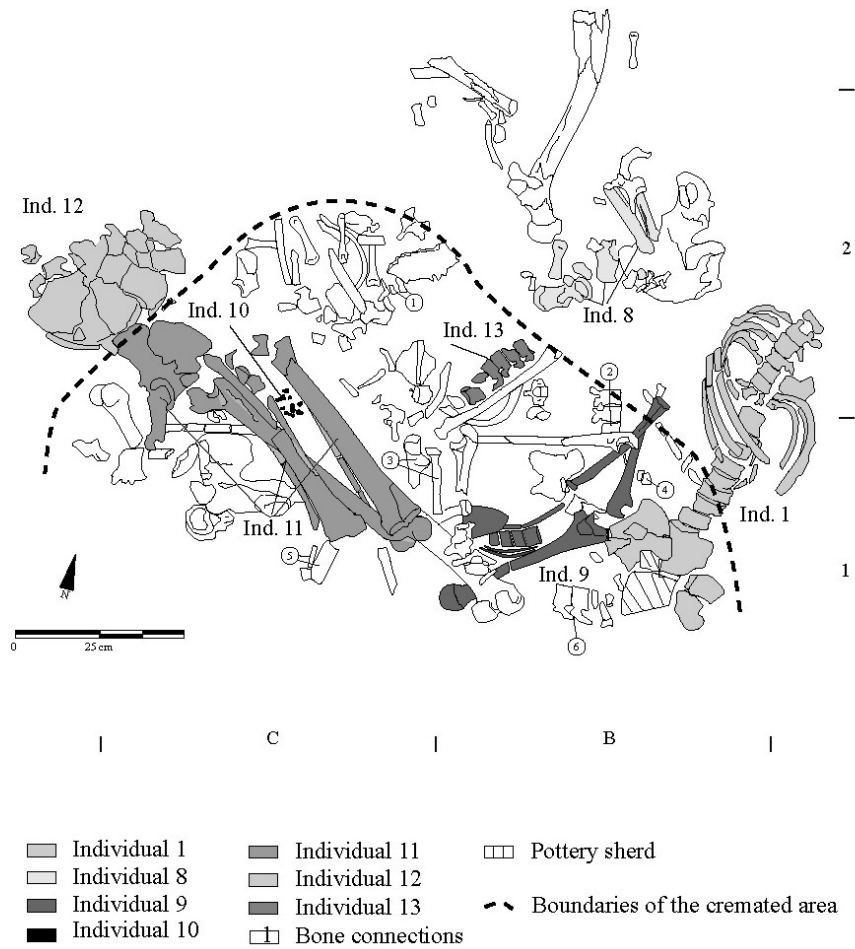 Ind. 12
2
Ind. 10
1
Ind. 13
Ind. 8
2
3
4
Ind. 11
Ind. 1
5
Ind. 9
1
N
6
0 25 cm
C B
Individual 1
Individual 8
Individual 9
Individual 10
Individual 11
Individual 12
Individual 13
1 Bone connections
Pottery sherd
Boundaries of the cremated area